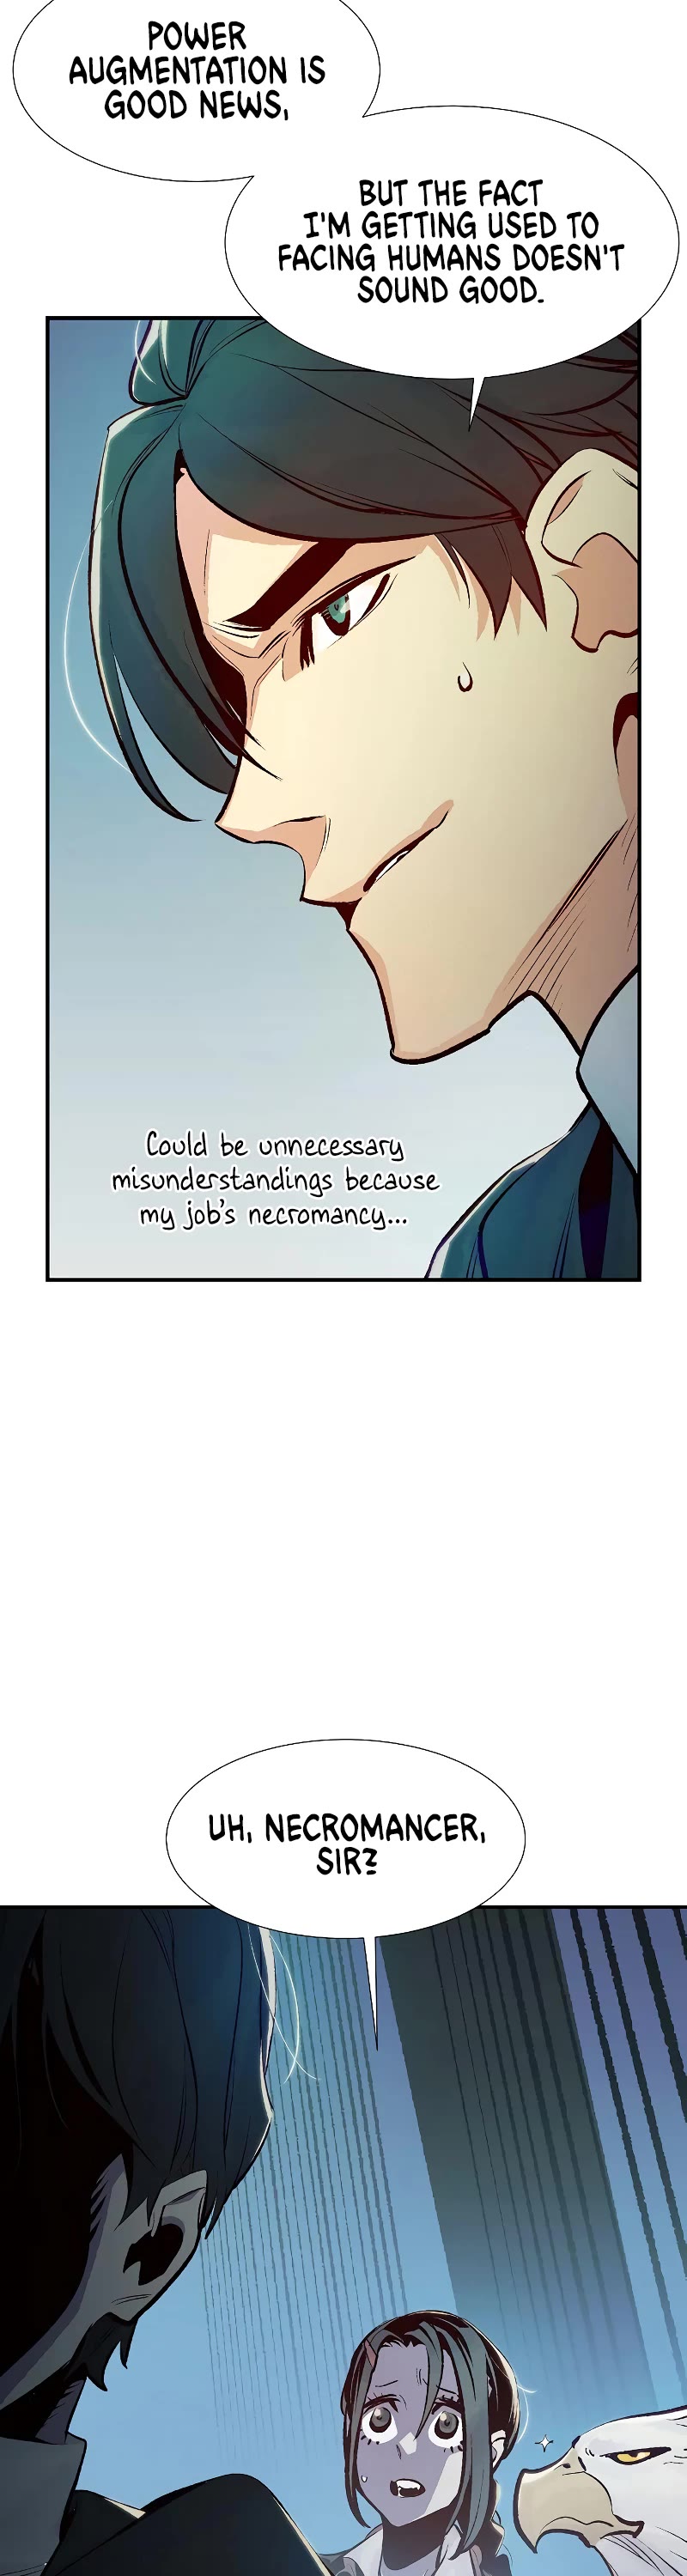 POWER
AUGMENTATION IS
GOOD NEWS,
BUT THE FACT
I'M GETTING USED TO
FACING HUMANS DOESN'T
SOUND GOOD.
Could be unnecessary
misunderstandings because
my job's necromancy...
UH, NECROMANCER,
SIR?